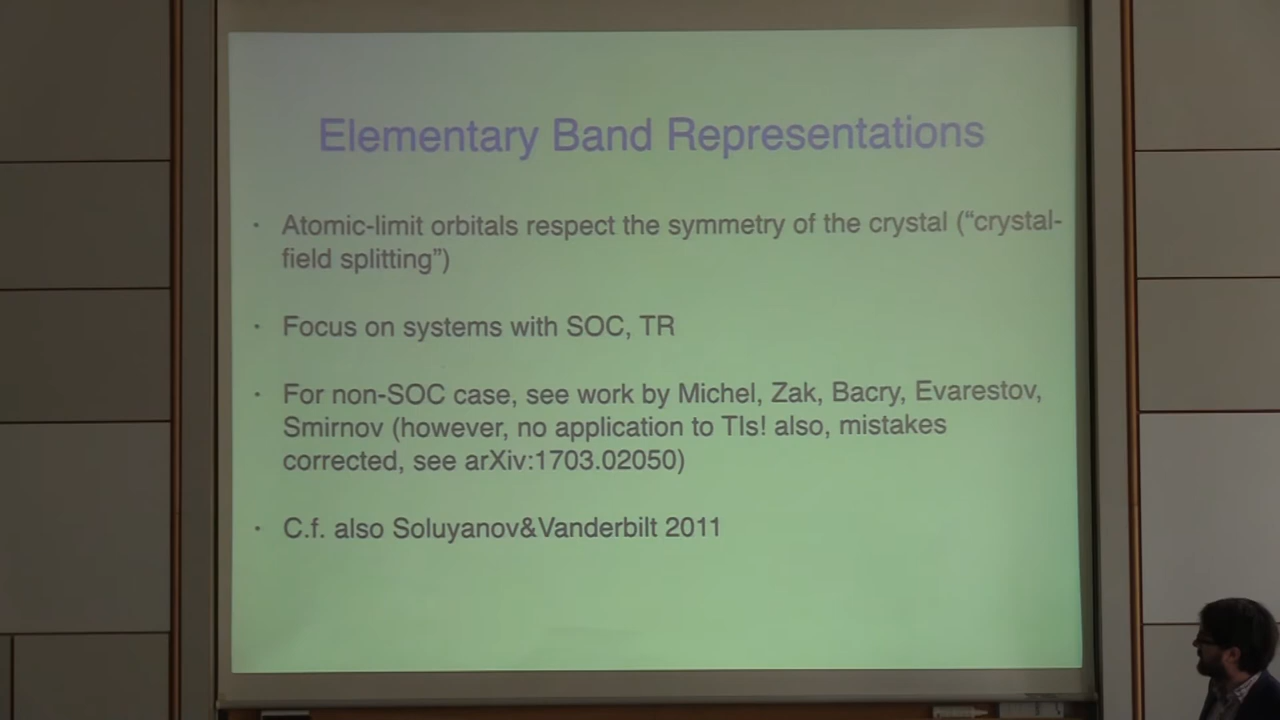 Elementary Band Representations
· Atomic-limit orbitals respect the symmetry of the crystal (“crystal-
field splitting”)
· Focus on systems with SOC, TR
· For non-SOC case, see work by Michel, Zak, Bacry, Evarestov,
Smirnov (however, no application to TIs! also, mistakes
corrected, see arXiv:1703.02050)
· C.f. also Soluyanov&Vanderbilt 2011